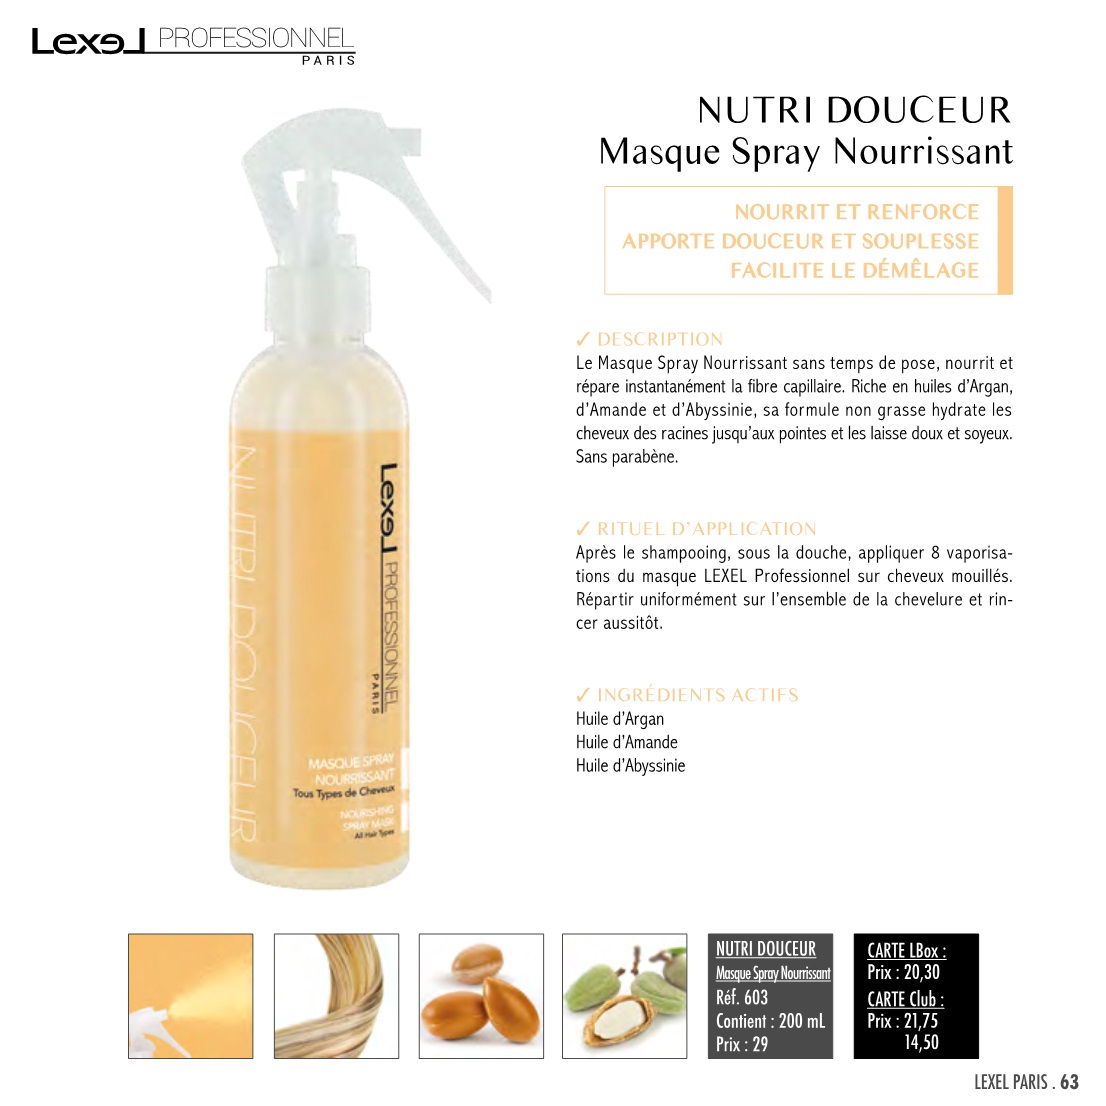 Lexel PROFESSIONNEL
PARIS
NUTRI DOUCEUR
Masque Spray Nourrissant
NOURRIT ET RENFORCE
APPORTE DOUCEUR ET SOUPLESSE
FACILITE LE DÉMÊLAGE
✓ DESCRIPTION
Le Masque Spray Nourrissant sans temps de pose, nourrit et
répare instantanément la fibre capillaire. Riche en huiles d’Argan,
d’Amande et d’Abyssinie, sa formule non grasse hydrate les
cheveux des racines jusqu’aux pointes et les laisse doux et soyeux.
Sans parabène.
✓ RITUEL D’APPLICATION
Après le shampooing, sous la douche, appliquer 8 vaporisa-
tions du masque LEXEL Professionnel sur cheveux mouillés.
Répartir uniformément sur l’ensemble de la chevelure et rin-
cer aussitôt.
✓ INGRÉDIENTS ACTIFS
Huile d’Argan
Huile d’Amande
Huile d’Abyssinie
NUTRI DOUCEUR
Lexel PROFESSIONNEL
PARIS
MASQUE SPRAY
NOURRISSANT
Tous Types de Cheveux
NOURISHING
SPRAY MASK
All Hair Types
NUTRI DOUCEUR
Masque Spray Nourrissant
Réf. 603
Contient : 200 mL
Prix : 29
CARTE LBox :
Prix : 20,30
CARTE Club :
Prix : 21,75
14,50
LEXEL PARIS . 63